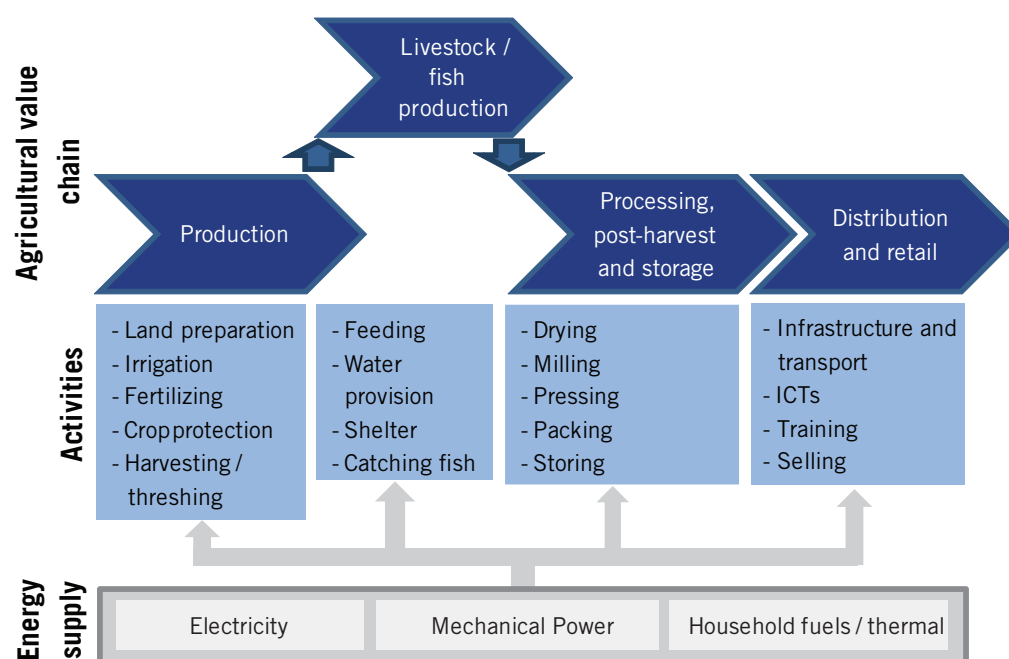 Agricultural value
chain
Livestock /
fish
production
Production
Processing,
post-harvest
and storage
Distribution
and retail
Activities
- Land preparation
- Irrigation
- Fertilizing
- Crop protection
- Harvesting /
threshing
- Feeding
- Water
provision
- Shelter
- Catching fish
- Drying
- Milling
- Pressing
- Packing
- Storing
- Infrastructure and
transport
- ICTs
- Training
- Selling
Energy
supply
Electricity
Mechanical Power
Household fuels / thermal